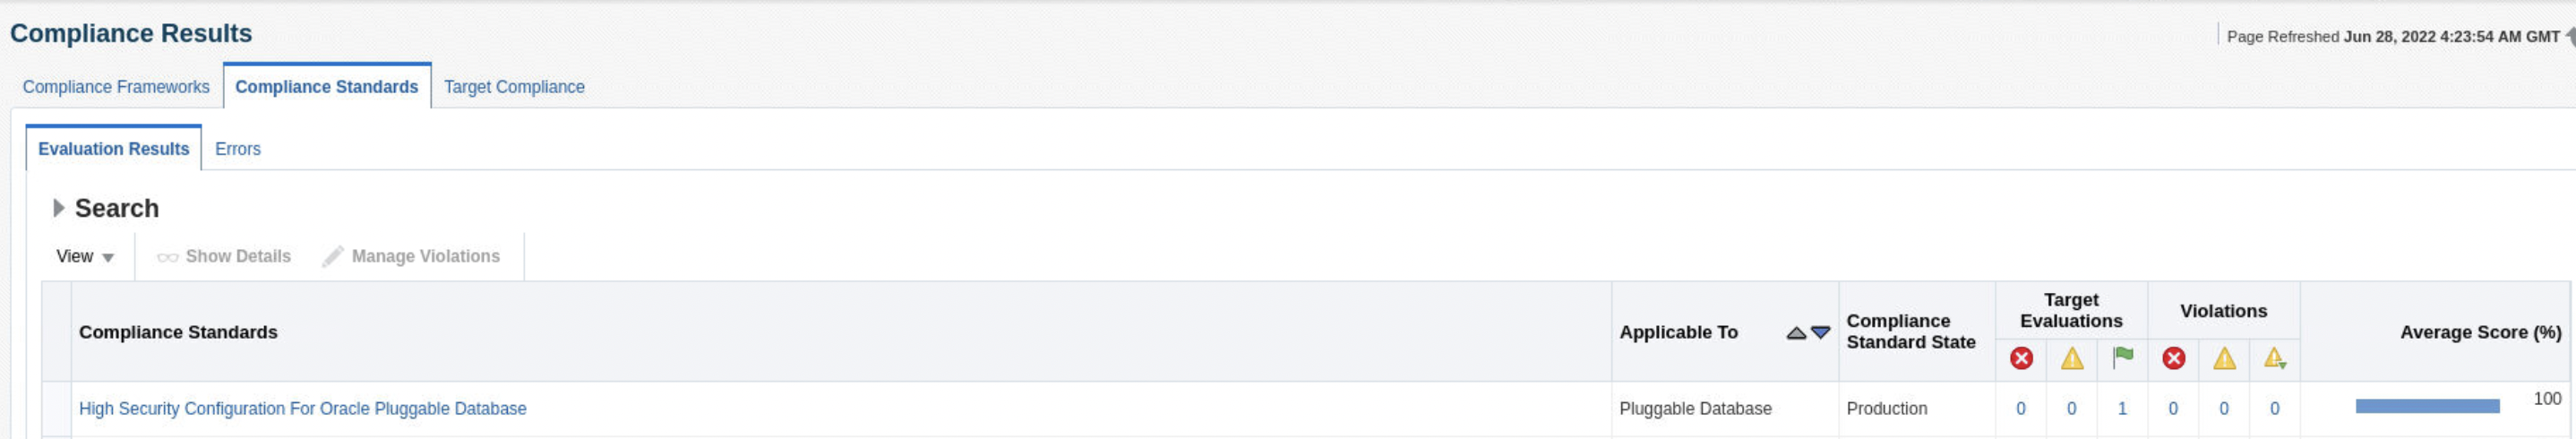 Compliance Results
Page Refreshed Jun 28, 2022 4:23:54 AM GMT
Compliance Frameworks Compliance Standards Target Compliance
Evaluation Results Errors
Search
View Show Details Manage Violations
Compliance Standards
Applicable To
Compliance
Standard State
Target
Evaluations
Violations
Average Score (%)
High Security Configuration For Oracle Pluggable Database Pluggable Database Production 0 0 1 0 0 0 100